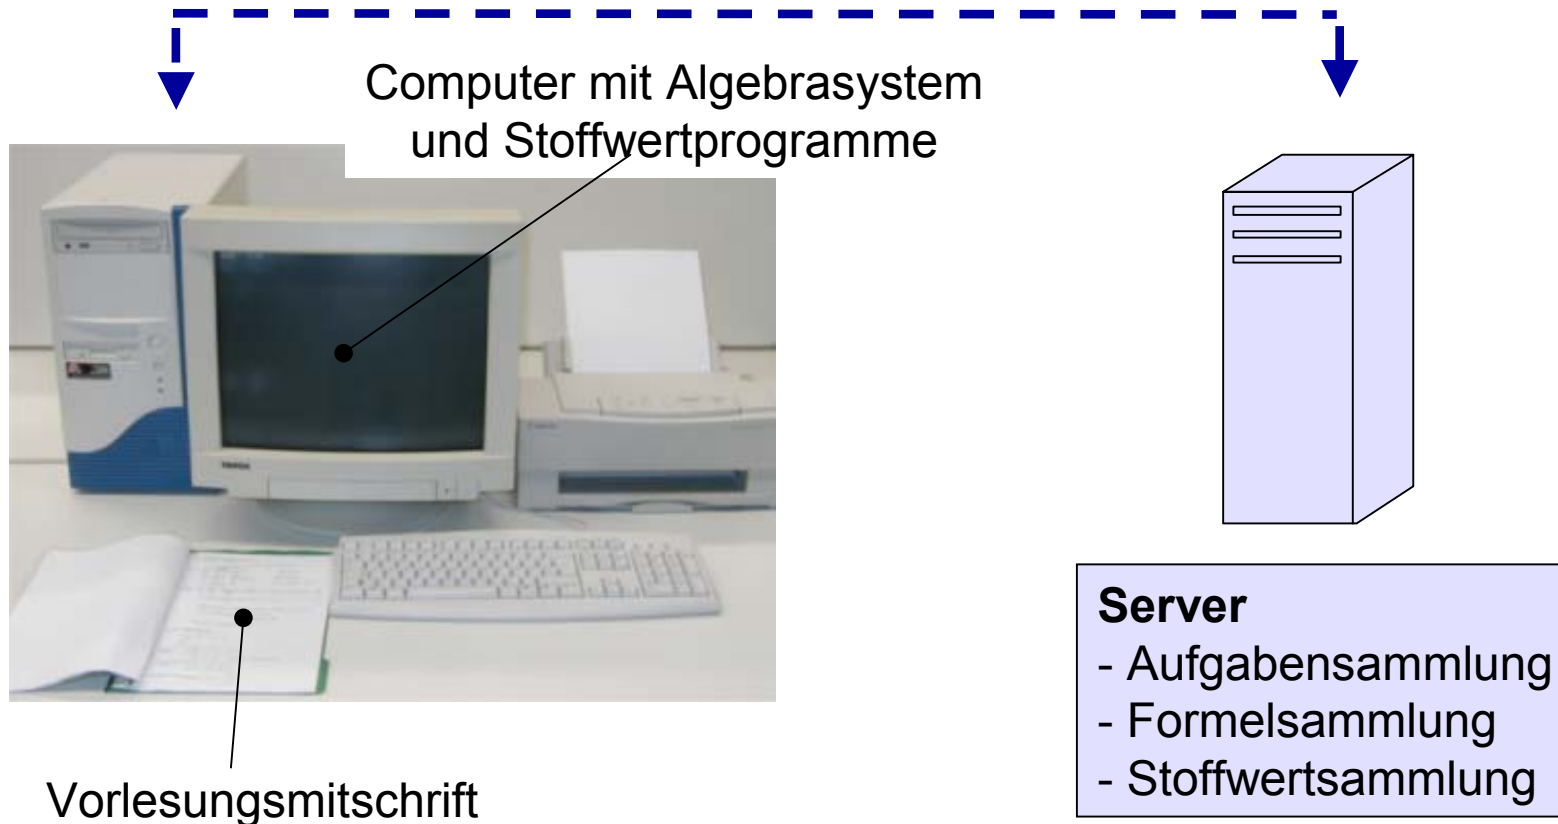 Computer mit Algebrasystem
und Stoffwertprogramme
Server
- Aufgabensammlung
- Formelsammlung
- Stoffwertsammlung
Vorlesungsmitschrift